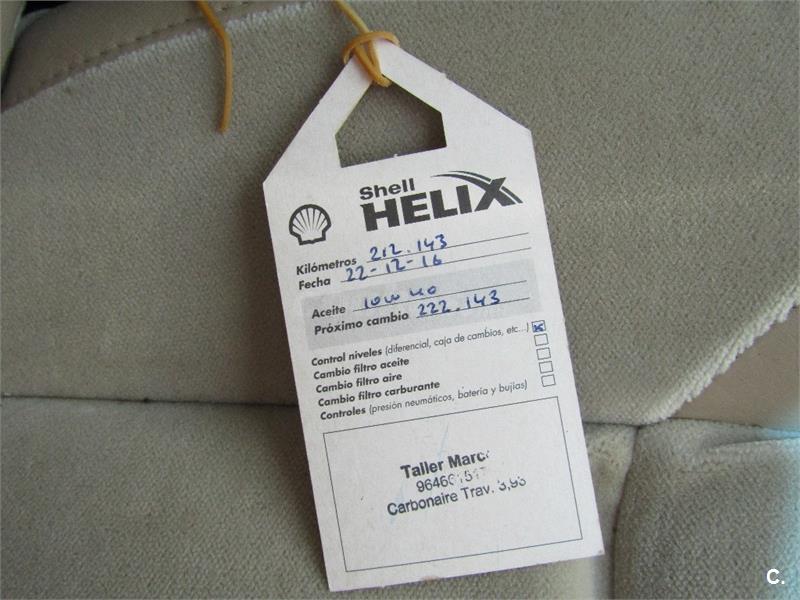 Shell
HELIX
Kilómetros 212.143
Fecha 22-12-16
Aceite 10w40
Próximo cambio 222.143
Control niveles (diferencial, caja de cambios, etc...)
Cambio filtro aceite
Cambio filtro aire
Cambio filtro carburante
Controles (presión neumáticos, batería y bujías)
Taller
Carbonaire Trav.
C.